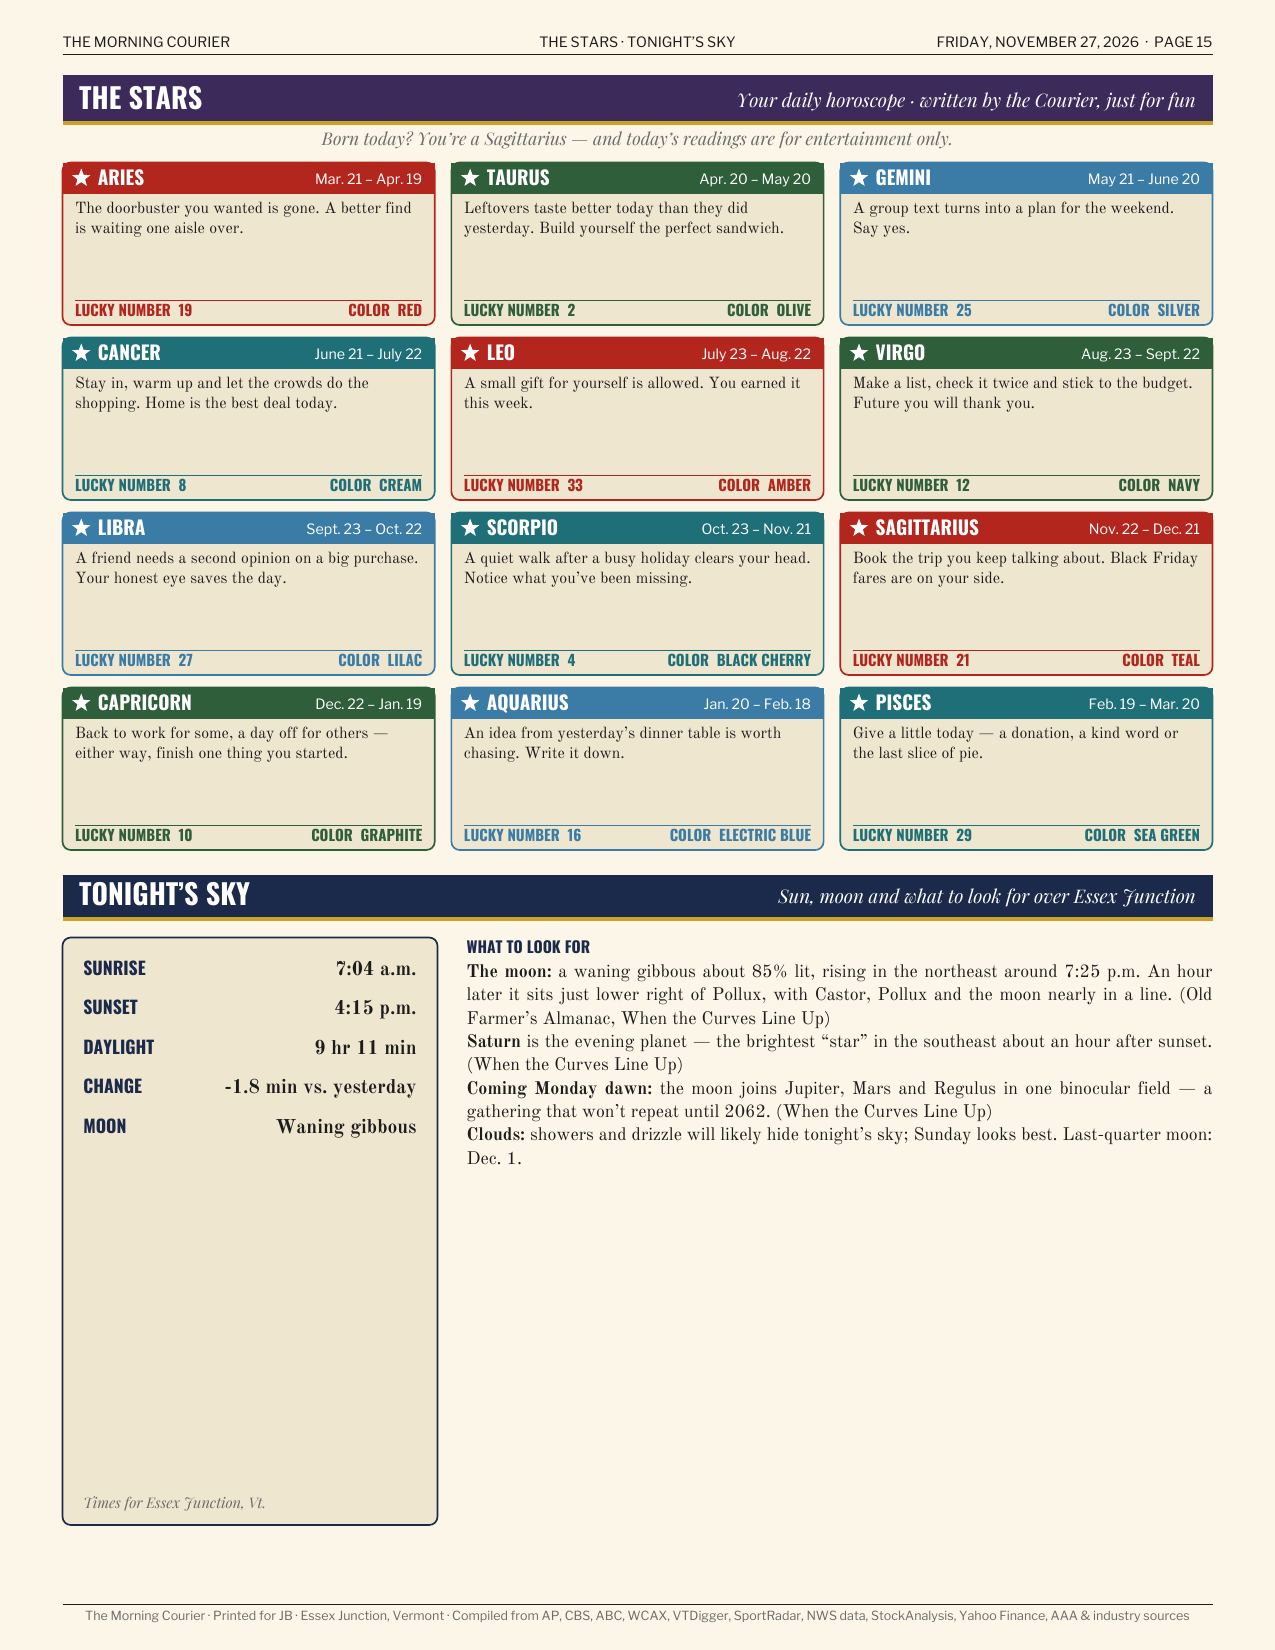 THE MORNING COURIER
THE STARS · TONIGHT’S SKY
FRIDAY, NOVEMBER 27, 2026 · PAGE 15
THE STARS
Your daily horoscope · written by the Courier, just for fun
Born today? You’re a Sagittarius — and today’s readings are for entertainment only.
★ ARIES Mar. 21 – Apr. 19
The doorbuster you wanted is gone. A better find
is waiting one aisle over.
LUCKY NUMBER 19 COLOR RED
★ TAURUS Apr. 20 – May 20
Leftovers taste better today than they did
yesterday. Build yourself the perfect sandwich.
LUCKY NUMBER 2 COLOR OLIVE
★ GEMINI May 21 – June 20
A group text turns into a plan for the weekend.
Say yes.
LUCKY NUMBER 25 COLOR SILVER
★ CANCER June 21 – July 22
Stay in, warm up and let the crowds do the
shopping. Home is the best deal today.
LUCKY NUMBER 8 COLOR CREAM
★ LEO July 23 – Aug. 22
A small gift for yourself is allowed. You earned it
this week.
LUCKY NUMBER 33 COLOR AMBER
★ VIRGO Aug. 23 – Sept. 22
Make a list, check it twice and stick to the budget.
Future you will thank you.
LUCKY NUMBER 12 COLOR NAVY
★ LIBRA Sept. 23 – Oct. 22
A friend needs a second opinion on a big purchase.
Your honest eye saves the day.
LUCKY NUMBER 27 COLOR LILAC
★ SCORPIO Oct. 23 – Nov. 21
A quiet walk after a busy holiday clears your head.
Notice what you’ve been missing.
LUCKY NUMBER 4 COLOR BLACK CHERRY
★ SAGITTARIUS Nov. 22 – Dec. 21
Book the trip you keep talking about. Black Friday
fares are on your side.
LUCKY NUMBER 21 COLOR TEAL
★ CAPRICORN Dec. 22 – Jan. 19
Back to work for some, a day off for others —
either way, finish one thing you started.
LUCKY NUMBER 10 COLOR GRAPHITE
★ AQUARIUS Jan. 20 – Feb. 18
An idea from yesterday’s dinner table is worth
chasing. Write it down.
LUCKY NUMBER 16 COLOR ELECTRIC BLUE
★ PISCES Feb. 19 – Mar. 20
Give a little today — a donation, a kind word or
the last slice of pie.
LUCKY NUMBER 29 COLOR SEA GREEN
TONIGHT’S SKY
Sun, moon and what to look for over Essex Junction
SUNRISE 7:04 a.m.
SUNSET 4:15 p.m.
DAYLIGHT 9 hr 11 min
CHANGE -1.8 min vs. yesterday
MOON Waning gibbous
Times for Essex Junction, Vt.
WHAT TO LOOK FOR
The moon: a waning gibbous about 85% lit, rising in the northeast around 7:25 p.m. An hour
later it sits just lower right of Pollux, with Castor, Pollux and the moon nearly in a line. (Old
Farmer’s Almanac, When the Curves Line Up)
Saturn is the evening planet — the brightest “star” in the southeast about an hour after sunset.
(When the Curves Line Up)
Coming Monday dawn: the moon joins Jupiter, Mars and Regulus in one binocular field — a
gathering that won’t repeat until 2062. (When the Curves Line Up)
Clouds: showers and drizzle will likely hide tonight’s sky; Sunday looks best. Last-quarter moon:
Dec. 1.
The Morning Courier · Printed for JB · Essex Junction, Vermont · Compiled from AP, CBS, ABC, WCAX, VTDigger, SportRadar, NWS data, StockAnalysis, Yahoo Finance, AAA & industry sources